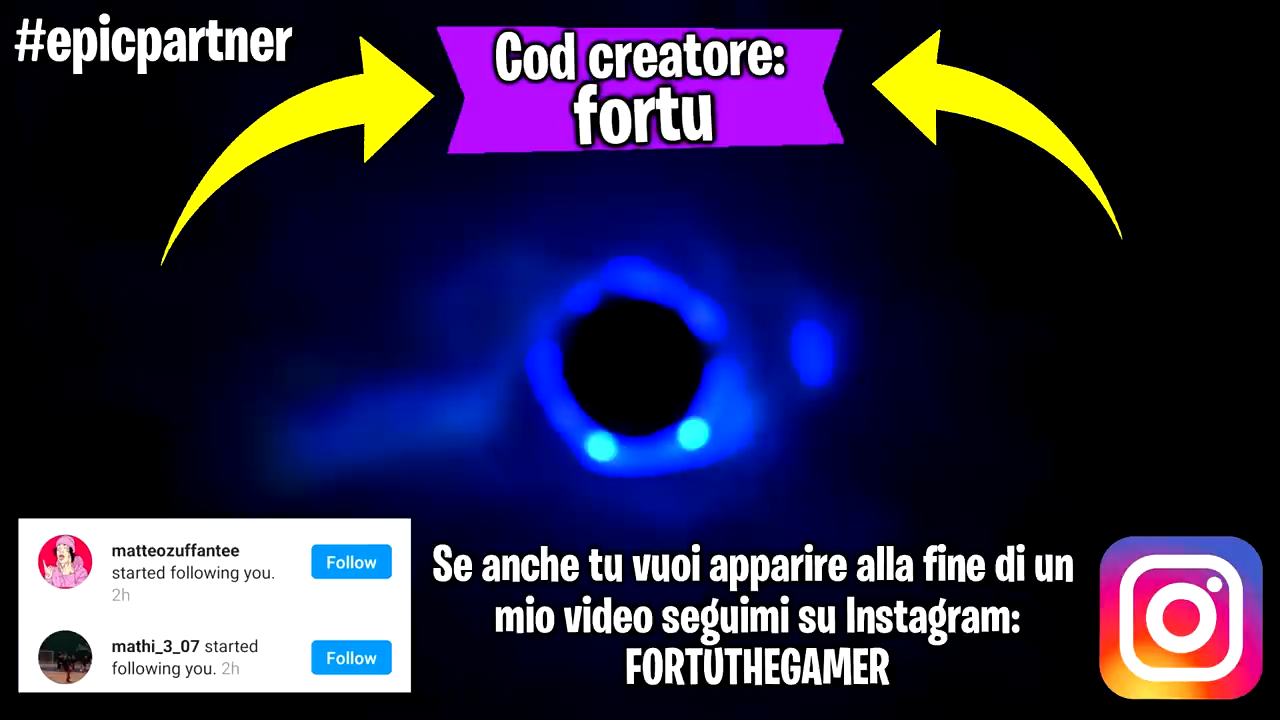 #epicpartner
Cod creatore:
fortu
matteozuffantee
started following you.
2h
Follow
mathi_3_07 started
following you. 2h
Follow
Se anche tu vuoi apparire alla fine di un
mio video seguimi su Instagram:
FORTUTHEGAMER